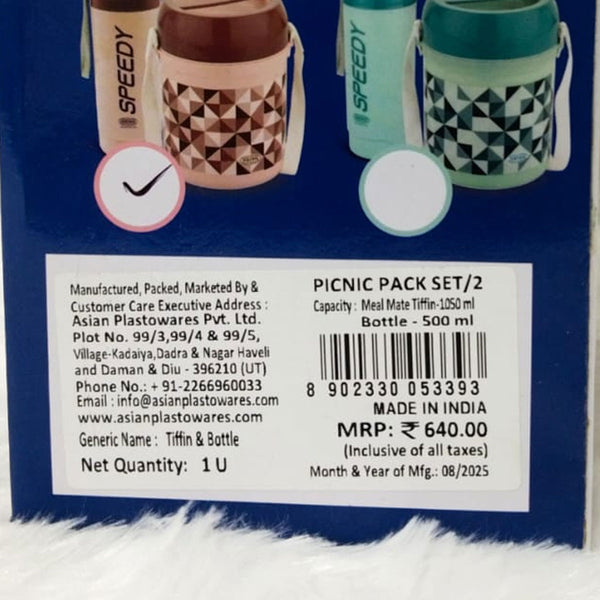 SPEEDY
SPEEDY
Manufactured, Packed, Marketed By &
Customer Care Executive Address :
Asian Plastowares Pvt. Ltd.
Plot No. 99/3,99/4 & 99/5,
Village-Kadaiya,Dadra & Nagar Haveli
and Daman & Diu - 396210 (UT)
Phone No.: + 91-2266960033
Email : info@asianplastowares.com
www.asianplastowares.com
Generic Name : Tiffin & Bottle
Net Quantity: 1 U
PICNIC PACK SET/2
Capacity : Meal Mate Tiffin-1050 ml
Bottle - 500 ml
8 902330 053393
MADE IN INDIA
MRP: ₹ 640.00
(Inclusive of all taxes)
Month & Year of Mfg.: 08/2025